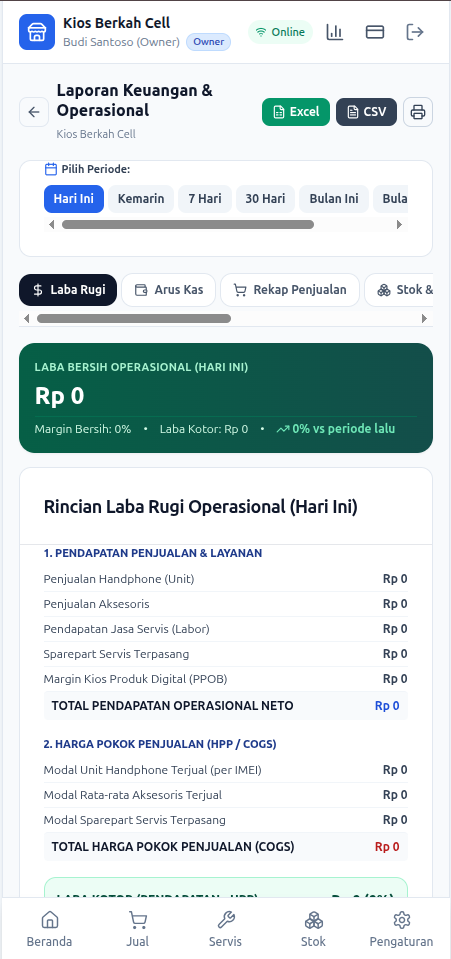 Kios Berkah Cell
Budi Santoso (Owner) Owner
Online
Laporan Keuangan &
Operasional
Kios Berkah Cell
Excel
CSV
Pilih Periode:
Hari Ini Kemarin 7 Hari 30 Hari Bulan Ini Bula
Laba Rugi Arus Kas Rekap Penjualan Stok &
LABA BERSIH OPERASIONAL (HARI INI)
Rp 0
Margin Bersih: 0% • Laba Kotor: Rp 0 • 0% vs periode lalu
Rincian Laba Rugi Operasional (Hari Ini)
1. PENDAPATAN PENJUALAN & LAYANAN
Penjualan Handphone (Unit) Rp 0
Penjualan Aksesoris Rp 0
Pendapatan Jasa Servis (Labor) Rp 0
Sparepart Servis Terpasang Rp 0
Margin Kios Produk Digital (PPOB) Rp 0
TOTAL PENDAPATAN OPERASIONAL NETO Rp 0
2. HARGA POKOK PENJUALAN (HPP / COGS)
Modal Unit Handphone Terjual (per IMEI) Rp 0
Modal Rata-rata Aksesoris Terjual Rp 0
Modal Sparepart Servis Terpasang Rp 0
TOTAL HARGA POKOK PENJUALAN (COGS) Rp 0
Beranda Jual Servis Stok Pengaturan